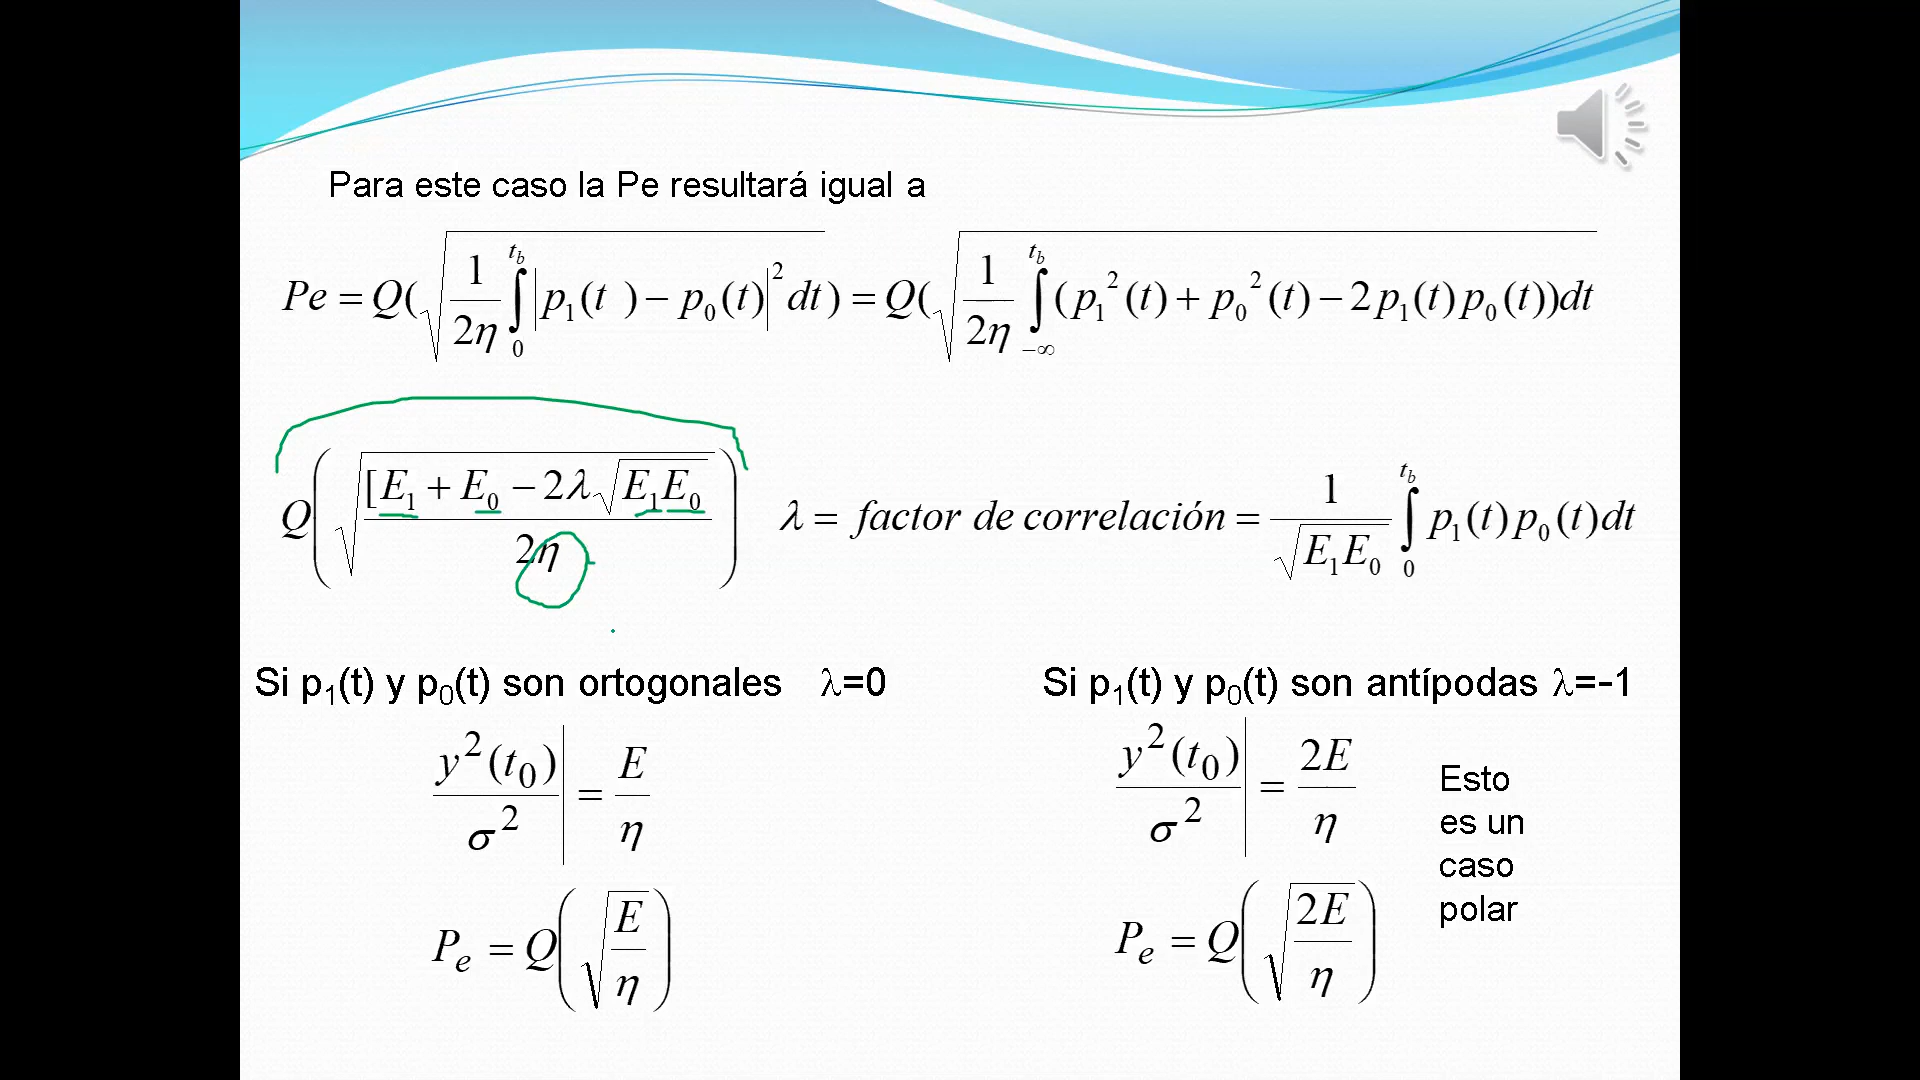 Para este caso la Pe resultará igual a
Pe = Q(√(1/2η ∫₀^{t_b} |p₁(t ) − p₀(t)|² dt) = Q(√(1/2η ∫_{−∞}^{t_b} (p₁²(t) + p₀²(t) − 2p₁(t)p₀(t))dt
Q(√([E₁ + E₀ − 2λ√(E₁E₀) / 2η)) λ = factor de correlación = 1/√(E₁E₀) ∫₀^{t_b} p₁(t)p₀(t)dt
Si p₁(t) y p₀(t) son ortogonales λ=0
y²(t₀)/σ² | = E/η
Pₑ = Q(√(E/η))
Si p₁(t) y p₀(t) son antípodas λ=-1
y²(t₀)/σ² | = 2E/η
Pₑ = Q(√(2E/η))
Esto
es un
caso
polar